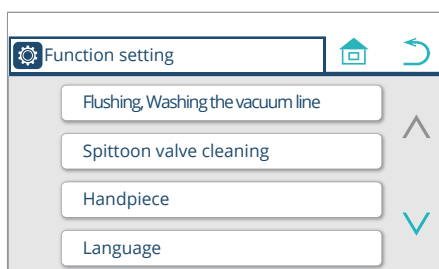 Function setting
Flushing, Washing the vacuum line
Spittoon valve cleaning
Handpiece
Language